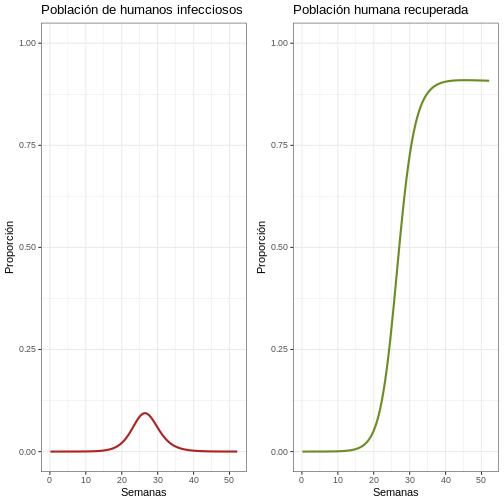 Población de humanos infecciosos
Proporción
1.00
0.75
0.50
0.25
0.00
0 10 20 30 40 50
Semanas
Población humana recuperada
Proporción
1.00
0.75
0.50
0.25
0.00
0 10 20 30 40 50
Semanas